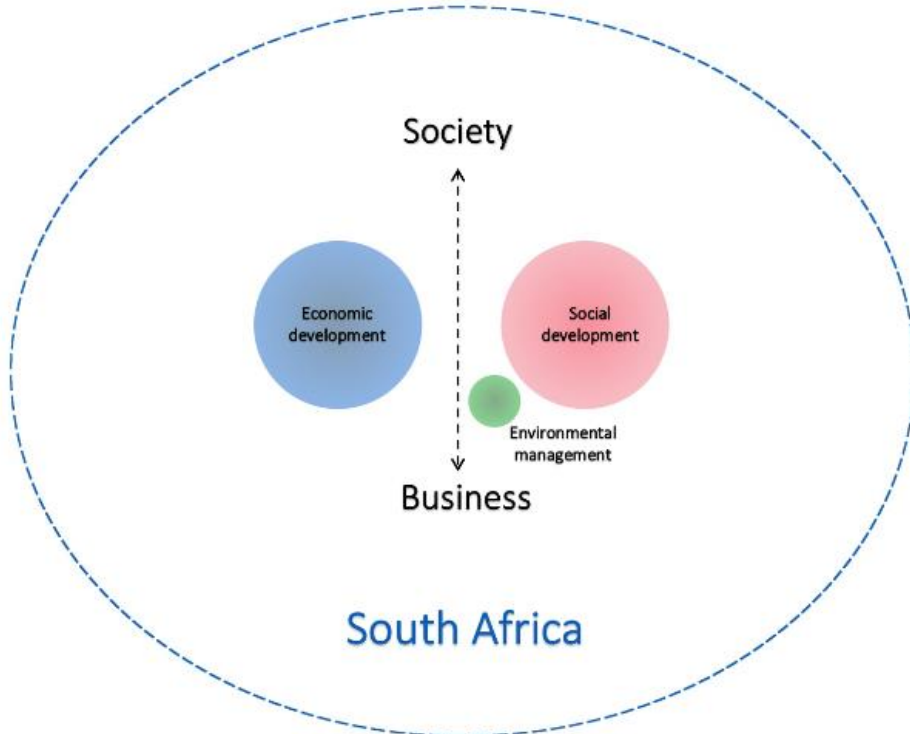 Society
Economic
development
Social
development
Environmental
management
Business
South Africa